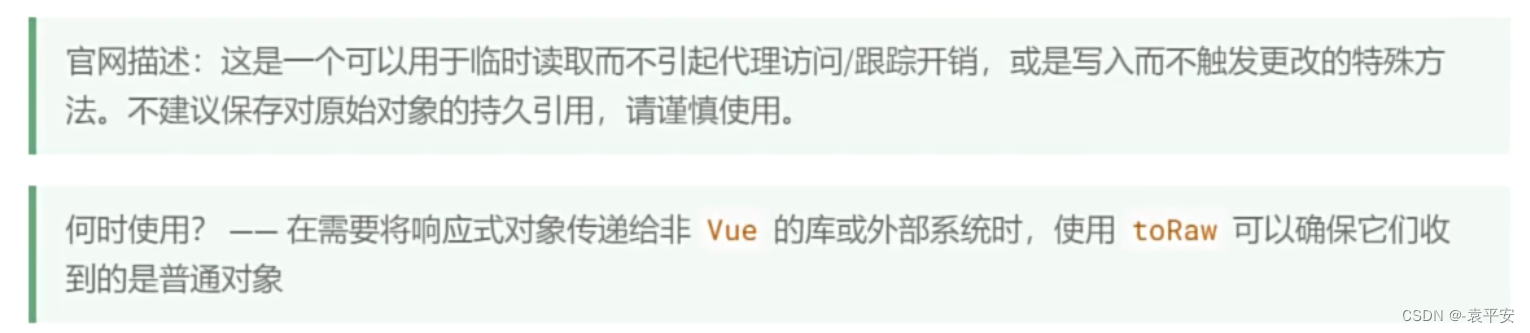 官网描述：这是一个可以用于临时读取而不引起代理访问/跟踪开销，或是写入而不触发更改的特殊方
法。不建议保存对原始对象的持久引用，请谨慎使用。
何时使用？ —— 在需要将响应式对象传递给非 Vue 的库或外部系统时，使用 toRaw 可以确保它们收
到的是普通对象
CSDN @-袁平安